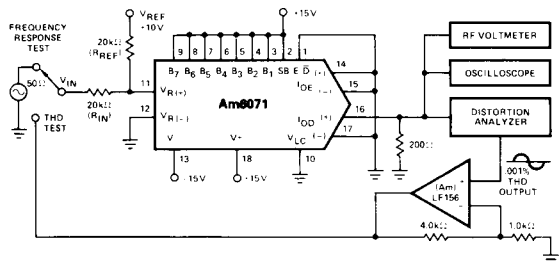 FREQUENCY
RESPONSE
TEST
50Ω
THD
TEST
VIN
20kΩ
(RIN)
VREF
+10V
20kΩ
(RREF)
+15V
9 8 7 6 5 4 3 2 1
B7 B6 B5 B4 B3 B2 B1 SB E/D
11
VR(+)
12
VR(-)
Am6071
IOE (+)
14
(-)
15
IOD (+)
16
(-)
17
V- V+ VLC
13 18 10
-15V +15V
200Ω
RF VOLTMETER
OSCILLOSCOPE
DISTORTION
ANALYZER
.001%
THD
OUTPUT
(Am)
LF156
+
-
4.0kΩ
1.0kΩ